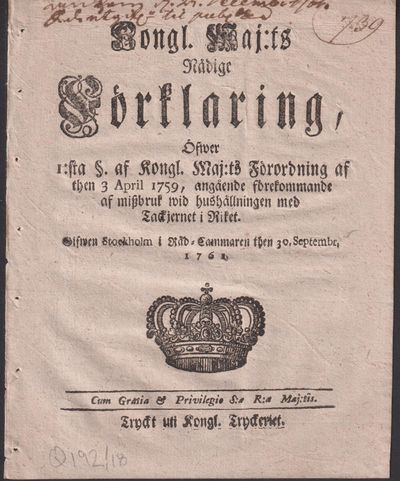 Kongl. Maj:ts
Nådige
Förklaring,
Öfwer
1:sta §. af Kongl. Maj:ts Förordning af
then 3 April 1759, angående förekommande
af mißbruk wid hushållningen med
Tackjernet i Riket.
Gifwen Stockholm i Råd-Cammaren then 30. Septembr.
1761.
Cum Gratia & Privilegio S:æ R:æ Maj:tis.
Tryckt uti Kongl. Tryckeriet.
Q192/18